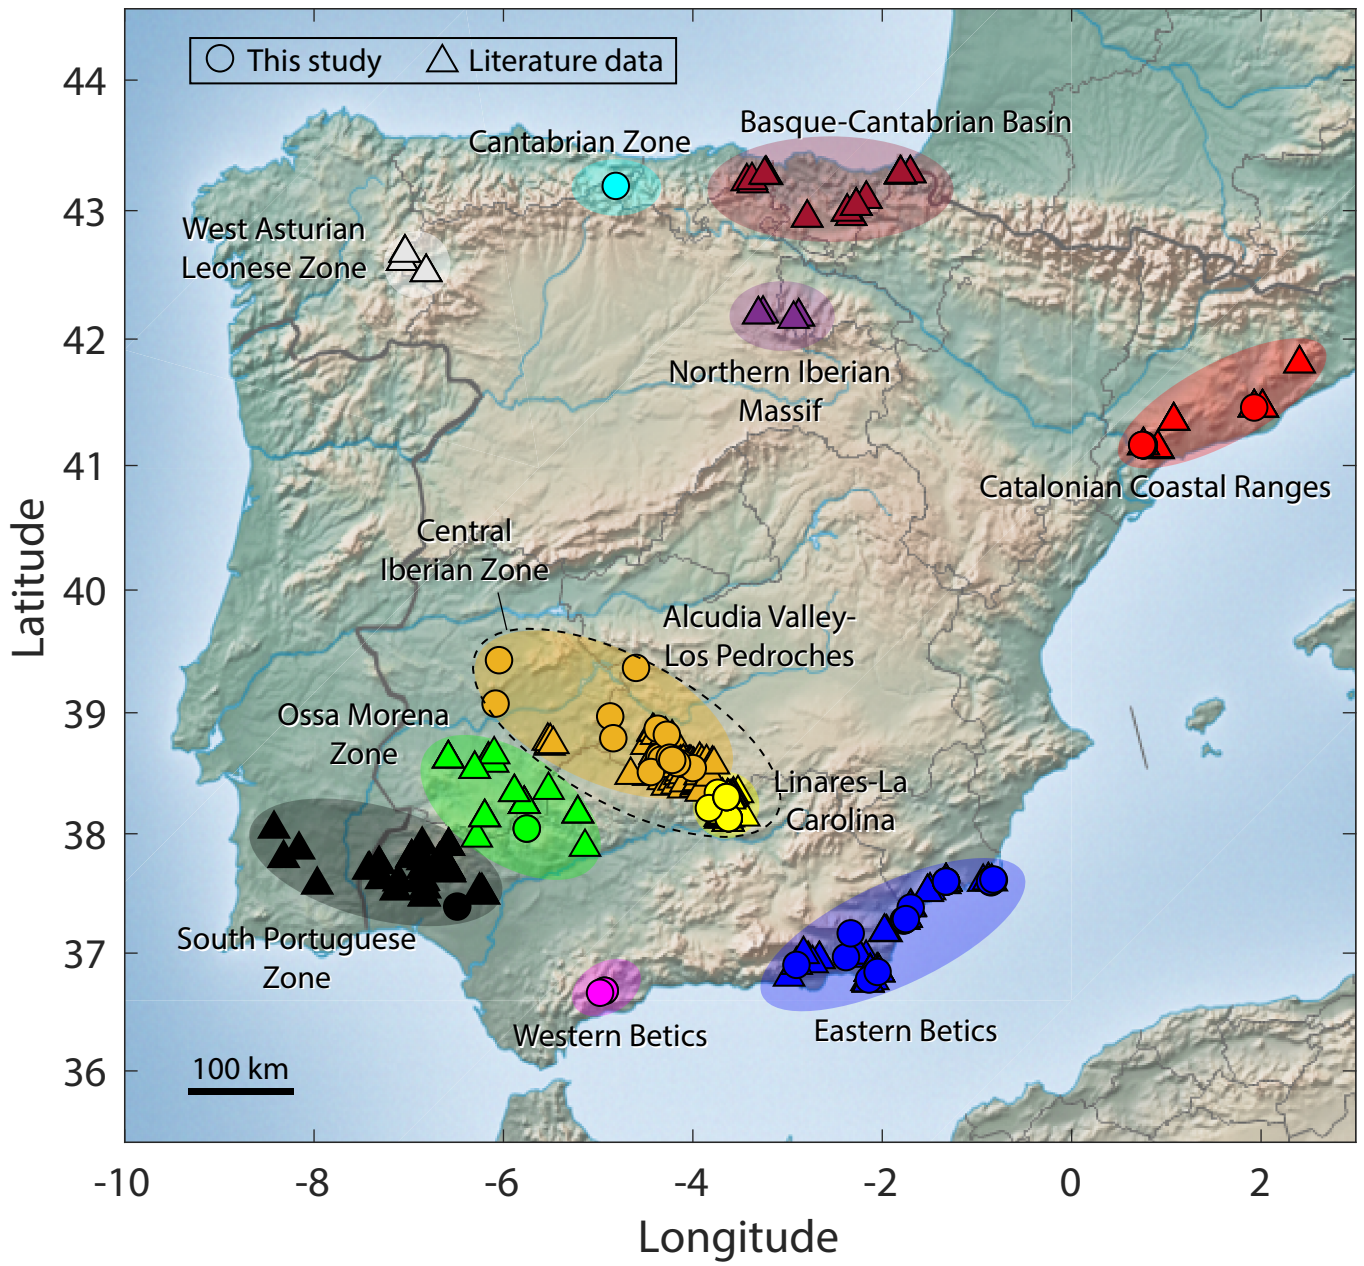 This study
Literature data
Cantabrian Zone
Basque-Cantabrian Basin
West Asturian
Leonese Zone
Northern Iberian
Massif
Catalonian Coastal Ranges
Central
Iberian Zone
Alcudia Valley-
Los Pedroches
Ossa Morena
Zone
Linares-La
Carolina
South Portuguese
Zone
Western Betics
Eastern Betics
100 km
44
43
42
41
40
39
38
37
36
Latitude
-10
-8
-6
-4
-2
0
2
Longitude